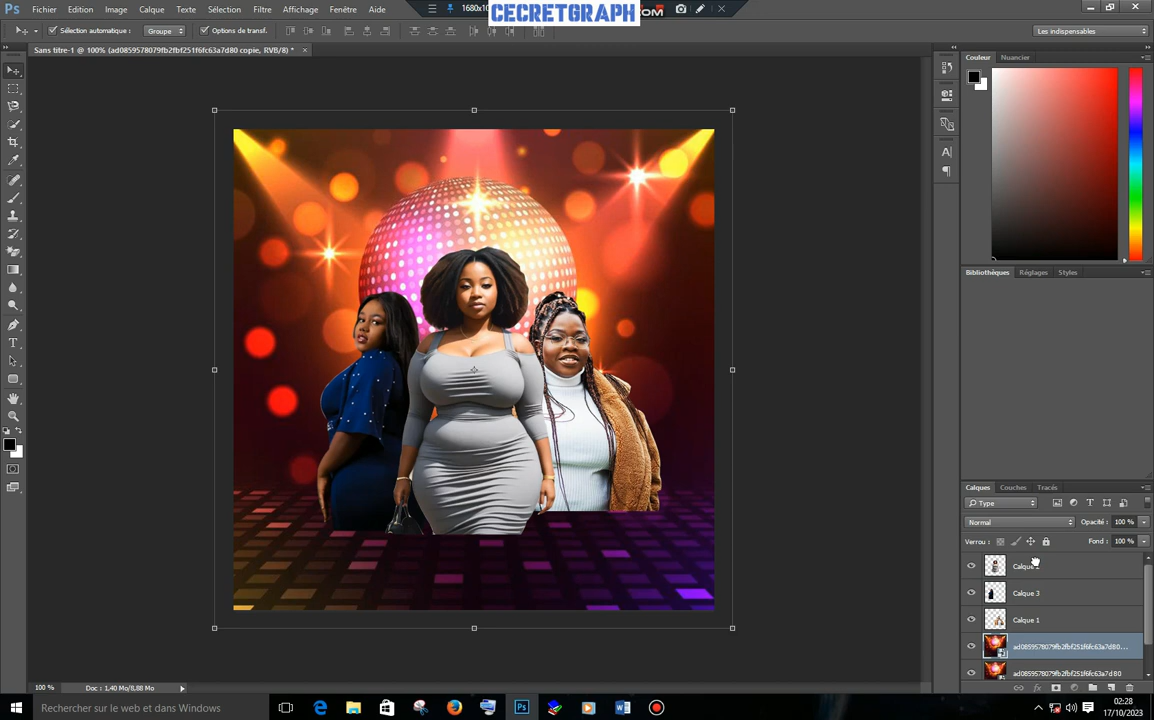 Ps Fichier Edition Image Calque Texte Sélection Filtre Affichage Fenêtre Aide
1680x10
CECRETGRAPH
.COM
Sélection automatique : Groupe Options de transf.
Les indispensables
Sans titre-1 @ 100% (ad0859578079fb2fbf251f6fc63a7d80 copie, RVB/8) *
Couleur Nuancier
Bibliothèques Réglages Styles
Calques Couches Tracés
Type
Normal Opacité : 100 %
Verrou : Fond : 100 %
Calque
Calque 3
Calque 1
ad0859578079fb2fbf251f6fc63a7d80...
ad0859578079fb2fbf251f6fc63a7d80
100 % Doc : 1,40 Mo/8,88 Mo
Rechercher sur le web et dans Windows
02:28
17/10/2023